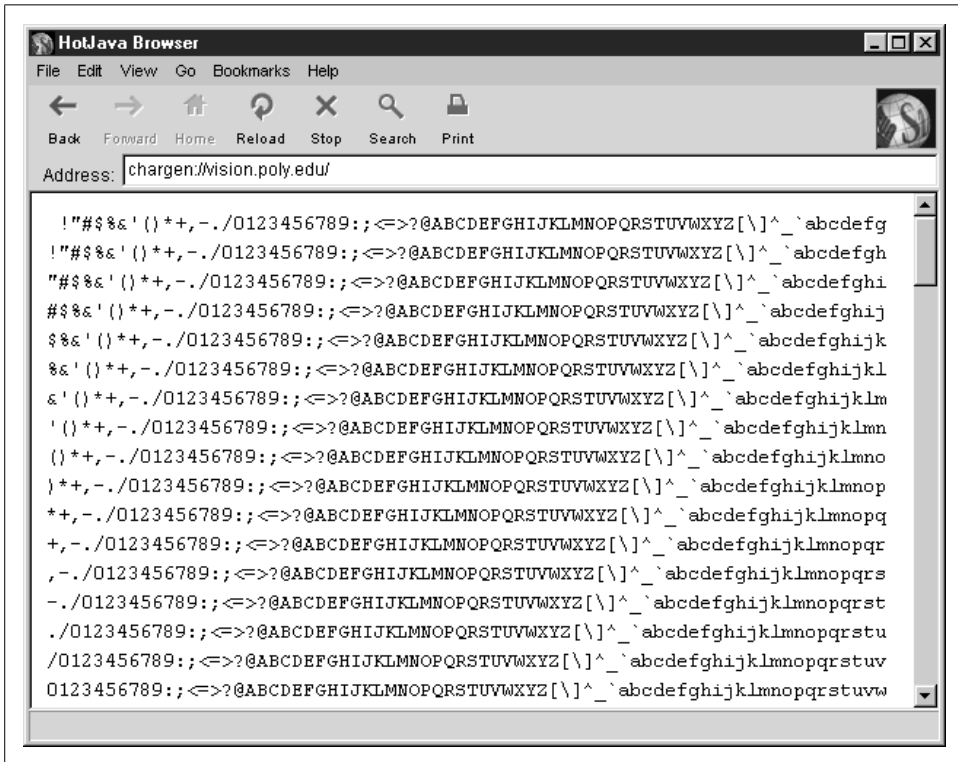 HotJava Browser
File Edit View Go Bookmarks Help
Back Forward Home Reload Stop Search Print
Address: chargen://vision.poly.edu/
 !"#$%&'()*+,-./0123456789:;<=>?@ABCDEFGHIJKLMNOPQRSTUVWXYZ[\]^_`abcdefg
!"#$%&'()*+,-./0123456789:;<=>?@ABCDEFGHIJKLMNOPQRSTUVWXYZ[\]^_`abcdefgh
"#$%&'()*+,-./0123456789:;<=>?@ABCDEFGHIJKLMNOPQRSTUVWXYZ[\]^_`abcdefghi
#$%&'()*+,-./0123456789:;<=>?@ABCDEFGHIJKLMNOPQRSTUVWXYZ[\]^_`abcdefghij
$%&'()*+,-./0123456789:;<=>?@ABCDEFGHIJKLMNOPQRSTUVWXYZ[\]^_`abcdefghijk
%&'()*+,-./0123456789:;<=>?@ABCDEFGHIJKLMNOPQRSTUVWXYZ[\]^_`abcdefghijkl
&'()*+,-./0123456789:;<=>?@ABCDEFGHIJKLMNOPQRSTUVWXYZ[\]^_`abcdefghijklm
'()*+,-./0123456789:;<=>?@ABCDEFGHIJKLMNOPQRSTUVWXYZ[\]^_`abcdefghijklmn
()*+,-./0123456789:;<=>?@ABCDEFGHIJKLMNOPQRSTUVWXYZ[\]^_`abcdefghijklmno
)*+,-./0123456789:;<=>?@ABCDEFGHIJKLMNOPQRSTUVWXYZ[\]^_`abcdefghijklmnop
*+,-./0123456789:;<=>?@ABCDEFGHIJKLMNOPQRSTUVWXYZ[\]^_`abcdefghijklmnopq
+,-./0123456789:;<=>?@ABCDEFGHIJKLMNOPQRSTUVWXYZ[\]^_`abcdefghijklmnopqr
,-./0123456789:;<=>?@ABCDEFGHIJKLMNOPQRSTUVWXYZ[\]^_`abcdefghijklmnopqrs
-./0123456789:;<=>?@ABCDEFGHIJKLMNOPQRSTUVWXYZ[\]^_`abcdefghijklmnopqrst
./0123456789:;<=>?@ABCDEFGHIJKLMNOPQRSTUVWXYZ[\]^_`abcdefghijklmnopqrstu
/0123456789:;<=>?@ABCDEFGHIJKLMNOPQRSTUVWXYZ[\]^_`abcdefghijklmnopqrstuv
0123456789:;<=>?@ABCDEFGHIJKLMNOPQRSTUVWXYZ[\]^_`abcdefghijklmnopqrstuvw